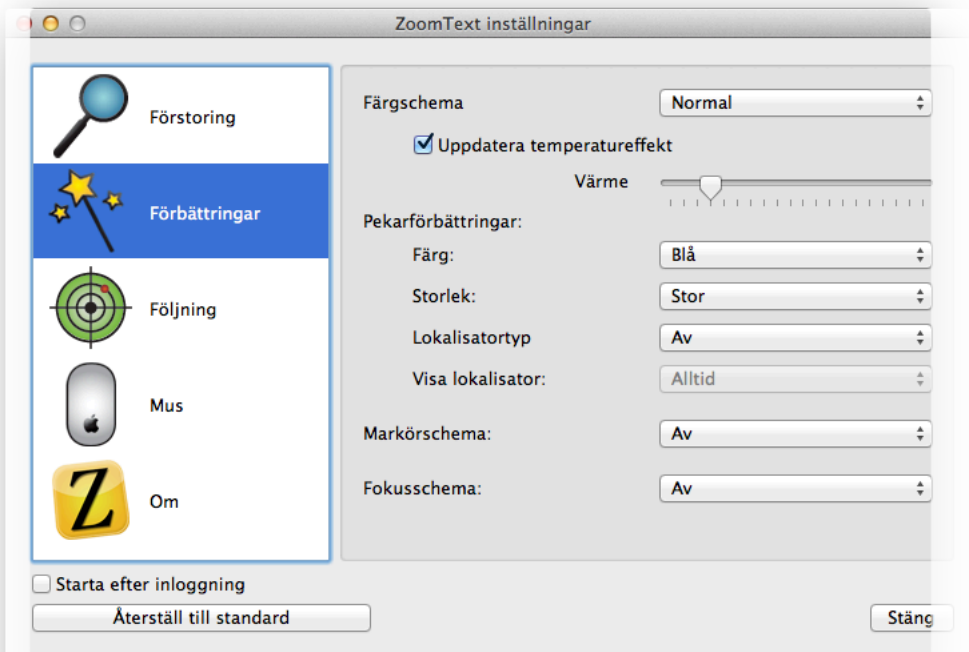 ZoomText inställningar
Förstoring
Förbättringar
Följning
Mus
Z Om
Färgschema Normal
Uppdatera temperatureffekt
Värme
Pekarförbättringar:
Färg: Blå
Storlek: Stor
Lokalisatortyp Av
Visa lokalisator: Alltid
Markörschema: Av
Fokusschema: Av
Starta efter inloggning
Återställ till standard Stäng